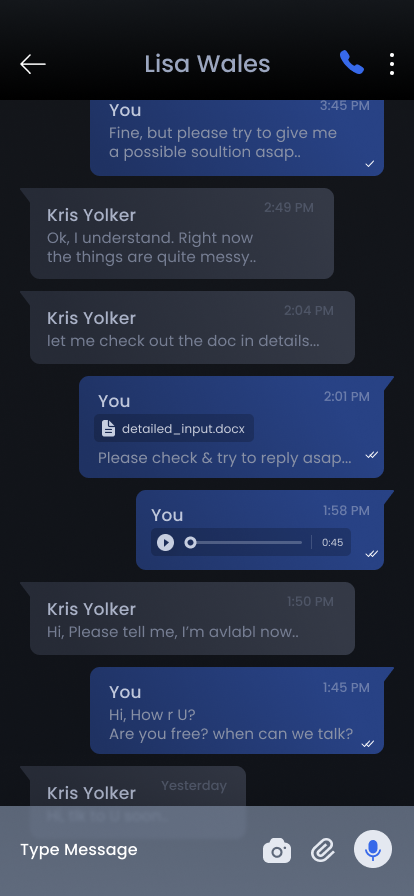 Lisa Wales
You
3:45 PM
Fine, but please try to give me
a possible soultion asap..
Kris Yolker
2:49 PM
Ok, I understand. Right now
the things are quite messy..
Kris Yolker
2:04 PM
let me check out the doc in details...
You
2:01 PM
detailed_input.docx
Please check & try to reply asap...
You
1:58 PM
0:45
Kris Yolker
1:50 PM
Hi, Please tell me, I'm avlabl now..
You
1:45 PM
Hi, How r U?
Are you free? when can we talk?
Kris Yolker
Yesterday
Type Message